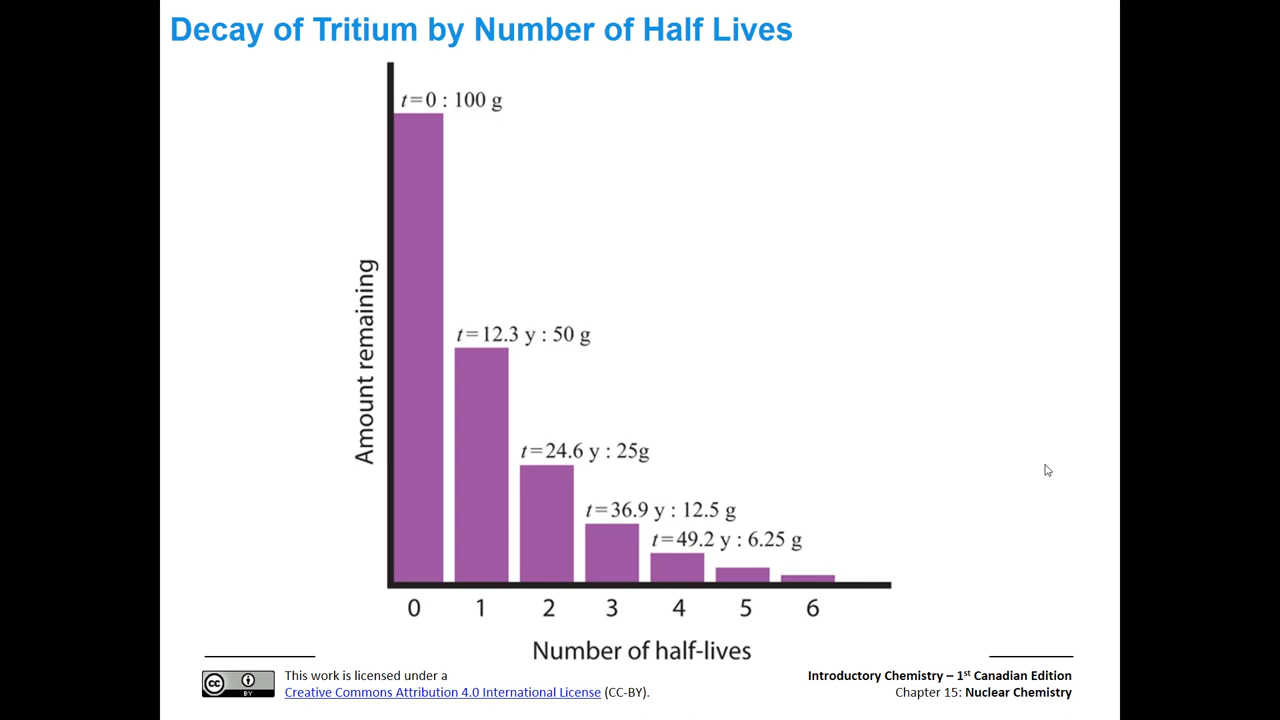 Decay of Tritium by Number of Half Lives
t=0 : 100 g
t=12.3 y : 50 g
t=24.6 y : 25g
t=36.9 y : 12.5 g
t=49.2 y : 6.25 g
Amount remaining
0 1 2 3 4 5 6
Number of half-lives
cc BY
This work is licensed under a
Creative Commons Attribution 4.0 International License (CC-BY).
Introductory Chemistry – 1st Canadian Edition
Chapter 15: Nuclear Chemistry